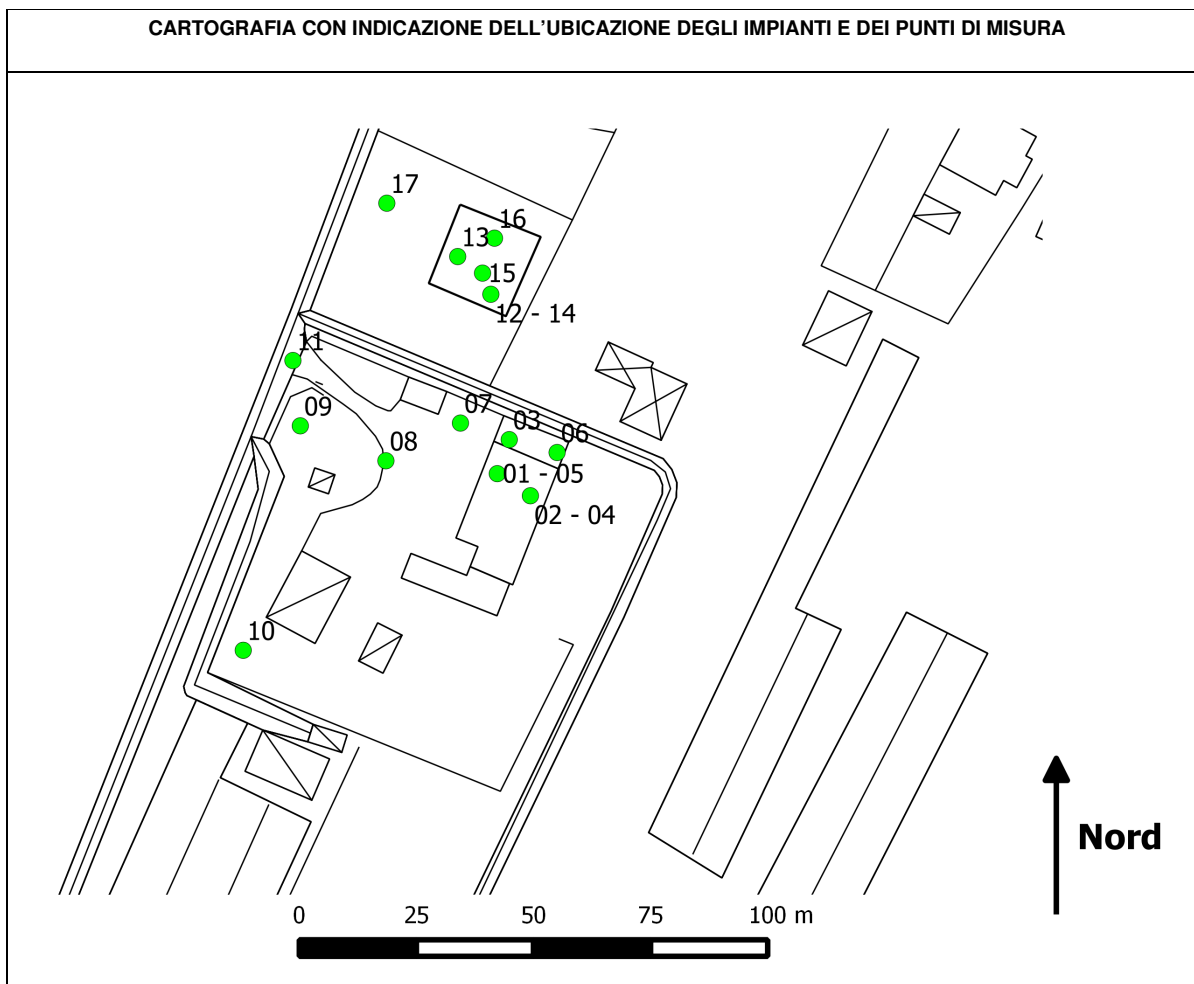 CARTOGRAFIA CON INDICAZIONE DELL'UBICAZIONE DEGLI IMPIANTI E DEI PUNTI DI MISURA
17
16
13
15
12 - 14
11
07
09
03
06
08
01 - 05
02 - 04
10
Nord
0 25 50 75 100 m